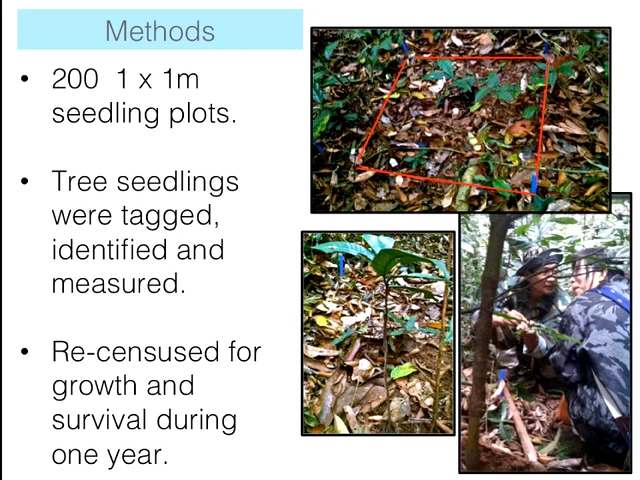 Methods
• 200 1 x 1m
seedling plots.
• Tree seedlings
were tagged,
identified and
measured.
• Re-censused for
growth and
survival during
one year.